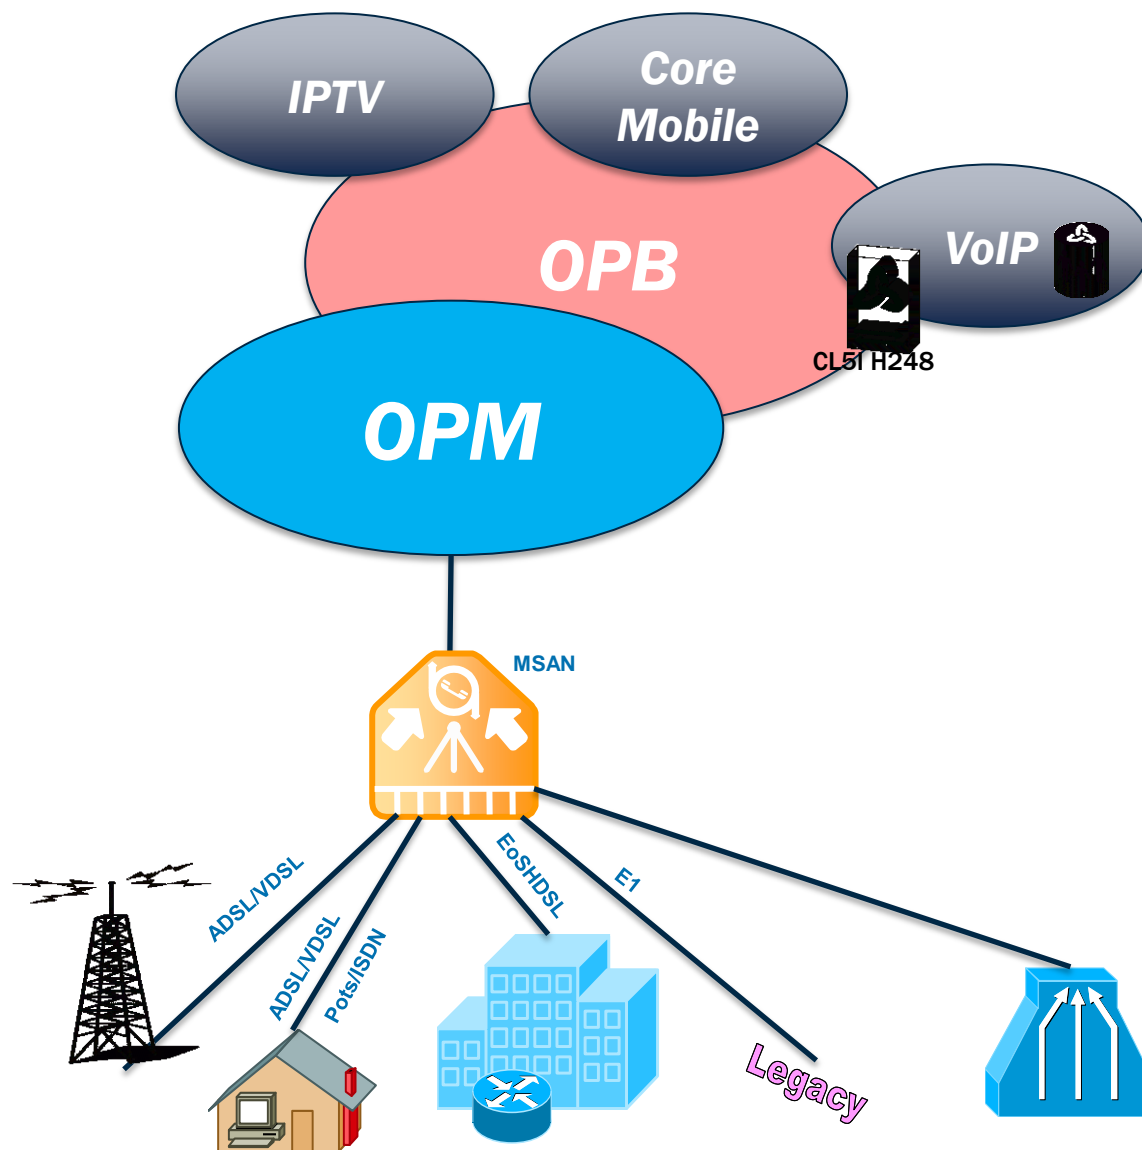 IPTV
Core
Mobile
OPB
VoIP
CL5I H248
OPM
MSAN
ADSL/VDSL
ADSL/VDSL
Pots/ISDN
EoSHDSL
E1
Legacy